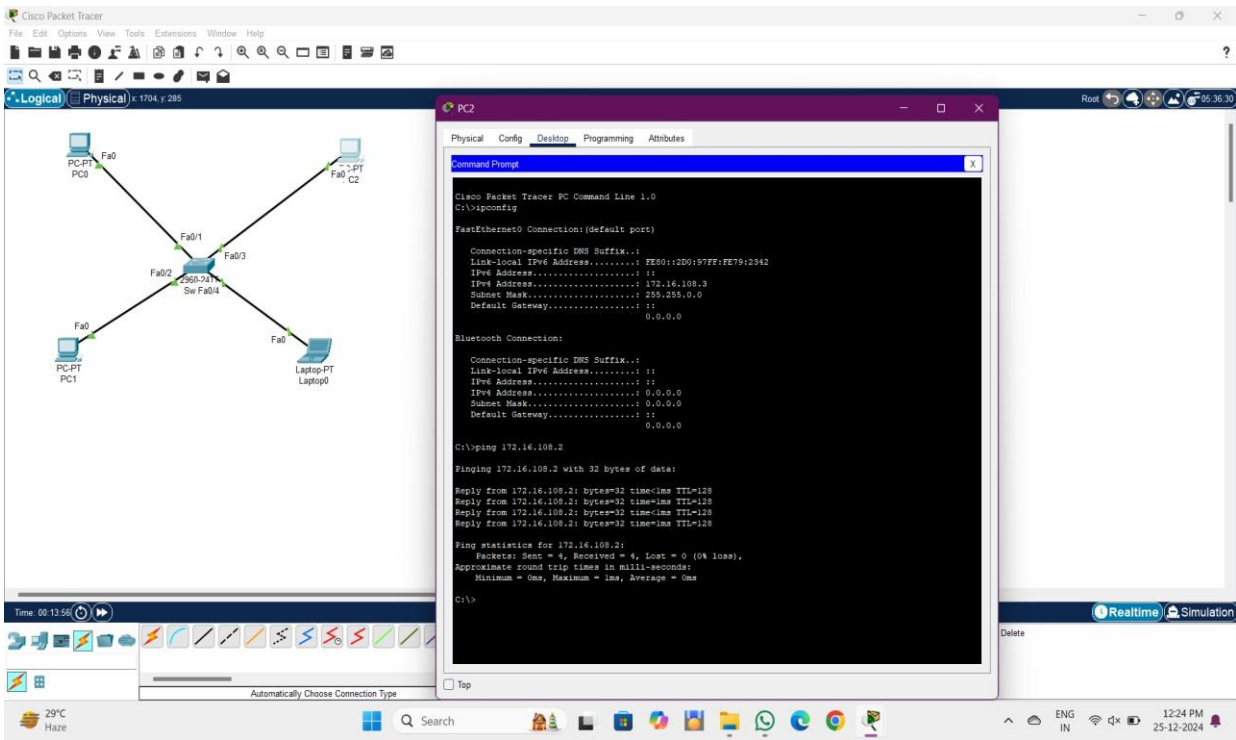 Cisco Packet Tracer
File Edit Options View Tools Extensions Window Help
?
Logical Physical x: 1704, y: 285
Root 05:36:30
PC-PT
PC0
Fa0
Fa0
-PT
C2
Fa0/1
Fa0/3
Fa0/2
2960-24TT
Sw Fa0/4
Fa0
PC-PT
PC1
Fa0
Laptop-PT
Laptop0
PC2
Physical Config Desktop Programming Attributes
Command Prompt X
Cisco Packet Tracer PC Command Line 1.0
C:\>ipconfig
FastEthernet0 Connection:(default port)
Connection-specific DNS Suffix..:
Link-local IPv6 Address.........: FE80::2D0:97FF:FE79:2342
IPv6 Address....................: ::
IPv4 Address....................: 172.16.108.3
Subnet Mask.....................: 255.255.0.0
Default Gateway.................: ::
0.0.0.0
Bluetooth Connection:
Connection-specific DNS Suffix..:
Link-local IPv6 Address.........: ::
IPv6 Address....................: ::
IPv4 Address....................: 0.0.0.0
Subnet Mask.....................: 0.0.0.0
Default Gateway.................: ::
0.0.0.0
C:\>ping 172.16.108.2
Pinging 172.16.108.2 with 32 bytes of data:
Reply from 172.16.108.2: bytes=32 time<1ms TTL=128
Reply from 172.16.108.2: bytes=32 time=1ms TTL=128
Reply from 172.16.108.2: bytes=32 time<1ms TTL=128
Reply from 172.16.108.2: bytes=32 time=1ms TTL=128
Ping statistics for 172.16.108.2:
Packets: Sent = 4, Received = 4, Lost = 0 (0% loss),
Approximate round trip times in milli-seconds:
Minimum = 0ms, Maximum = 1ms, Average = 0ms
C:\>
Top
Time: 00:13:56
Realtime Simulation
Delete
Automatically Choose Connection Type
29°C
Haze
Search
ENG
IN
12:24 PM
25-12-2024